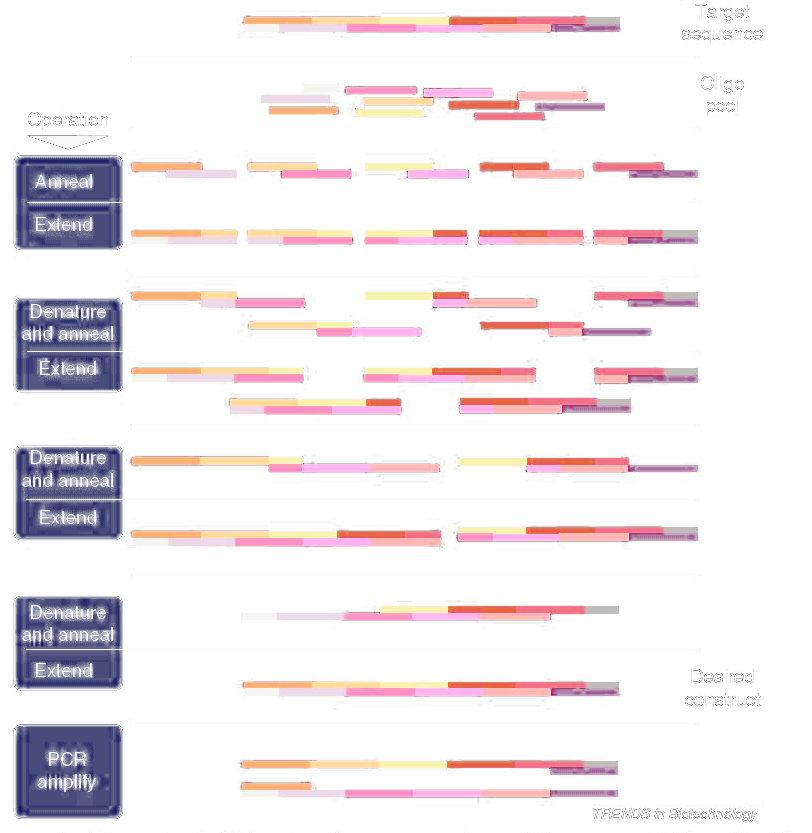 Target
sequence
Oligo
pool
Operation
Anneal
Extend
Denature
and anneal
Extend
Denature
and anneal
Extend
Denature
and anneal
Extend
Desired
construct
PCR
amplify
TRENDS in Biotechnology